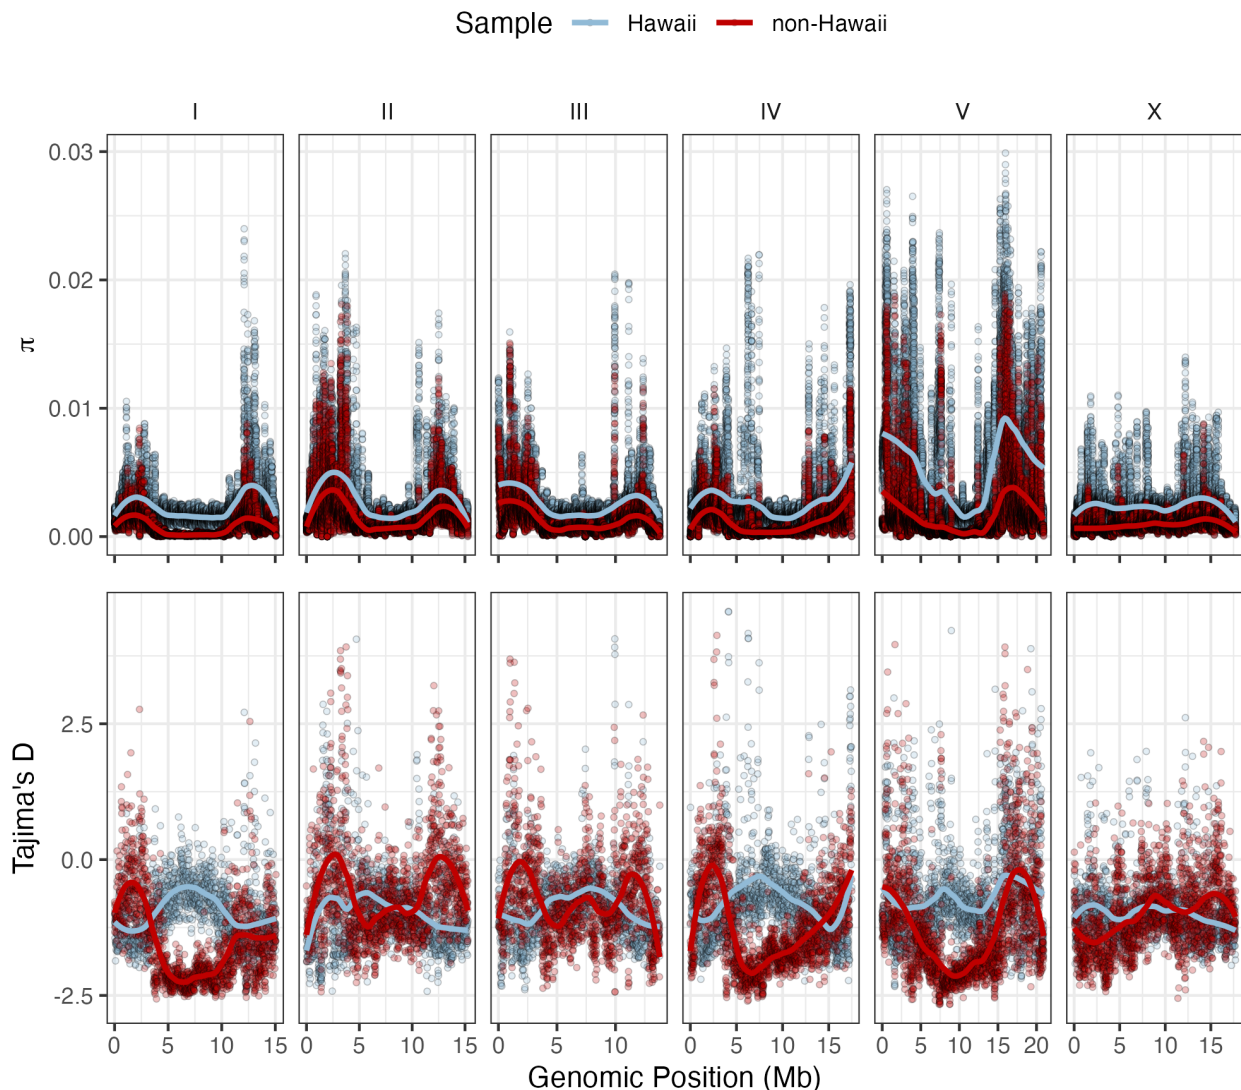 Sample Hawaii non-Hawaii
I II III IV V X
0.03
0.02
π
0.01
0.00
2.5
Tajima's D
0.0
-2.5
0 5 10 15 0 5 10 15 0 5 10 0 5 10 15 0 5 10 15 20 0 5 10 15
Genomic Position (Mb)